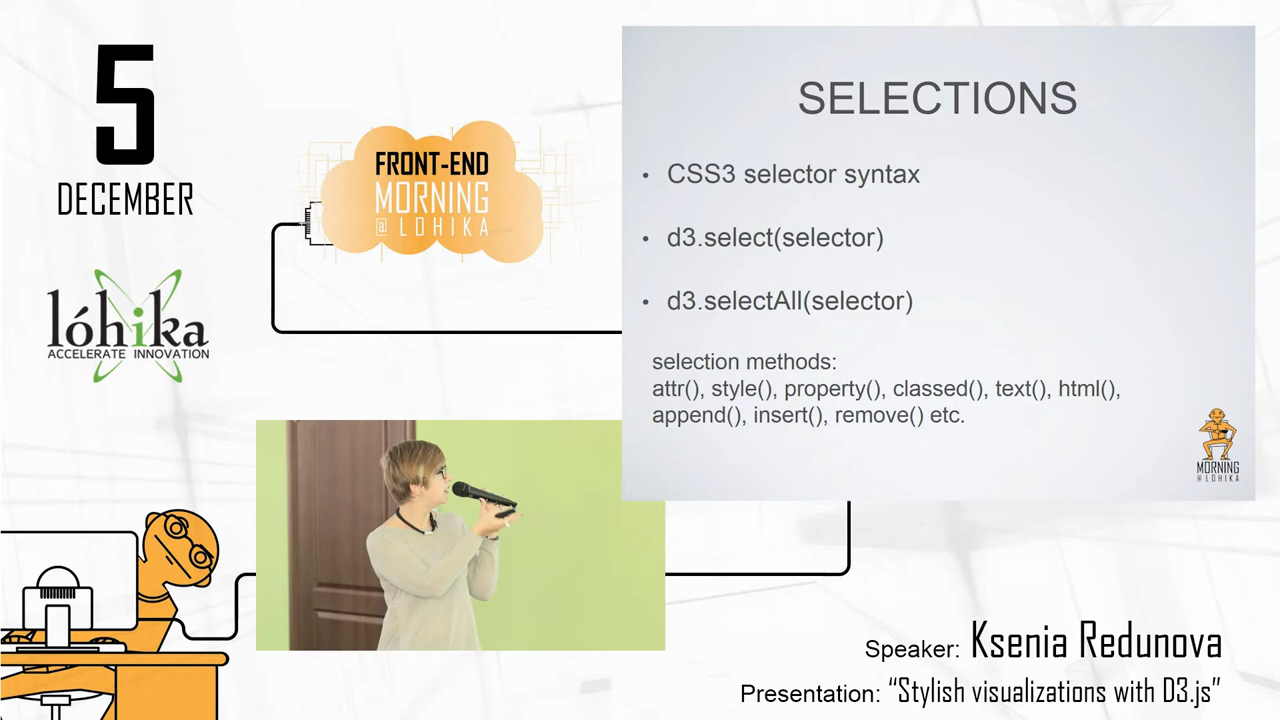 5
DECEMBER
lóhika
ACCELERATE INNOVATION
FRONT-END
MORNING
@LOHIKA
SELECTIONS
• CSS3 selector syntax
• d3.select(selector)
• d3.selectAll(selector)
selection methods:
attr(), style(), property(), classed(), text(), html(),
append(), insert(), remove() etc.
MORNING
@LOHIKA
Speaker: Ksenia Redunova
Presentation: “Stylish visualizations with D3.js”